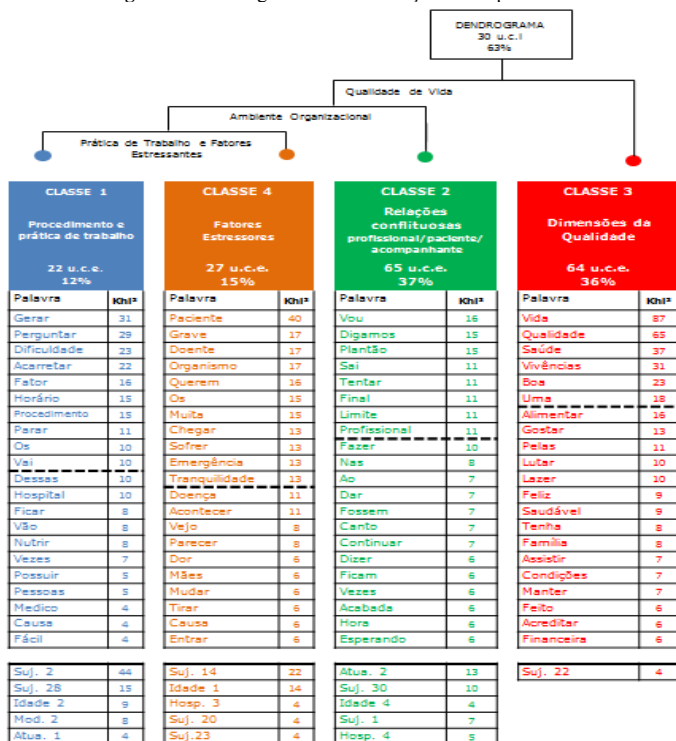 DENDROGRAMA
30 u.c.I
63%
Qualidade de Vida
Ambiente Organizacional
Prática de Trabalho e Fatores
Estressantes
CLASSE 1
Procedimento e
prática de trabalho
22 u.c.e.
12%
Palavra Khi²
Gerar 31
Perguntar 29
Dificuldade 23
Acarretar 22
Fator 16
Horário 15
Procedimento 15
Parar 11
Os 10
Vai 10
Dessas 10
Hospital 10
Ficar 8
Vão 8
Nutrir 8
Vezes 7
Possuir 5
Pessoas 5
Medico 4
Causa 4
Fácil 4
Suj. 2 44
Suj. 28 15
Idade 2 9
Mod. 2 8
Atua. 1 4
CLASSE 4
Fatores
Estressores
27 u.c.e.
15%
Palavra Khi²
Paciente 40
Grave 17
Doente 17
Organismo 17
Querem 16
Os 15
Muita 15
Chegar 13
Sofrer 13
Emergência 13
Tranquilidade 13
Doença 11
Acontecer 11
Vejo 8
Parecer 8
Dor 6
Mães 6
Mudar 6
Tirar 6
Causa 6
Entrar 6
Suj. 14 22
Idade 1 14
Hosp. 3 4
Suj. 20 4
Suj.23 4
CLASSE 2
Relações
conflituosas
profissional/paciente/
acompanhante
65 u.c.e.
37%
Palavra Khi²
Vou 16
Digamos 15
Plantão 15
Sai 11
Tentar 11
Final 11
Limite 11
Profissional 11
Fazer 10
Nas 8
Ao 7
Dar 7
Fossem 7
Canto 7
Continuar 7
Dizer 6
Ficam 6
Vezes 6
Acabada 6
Hora 6
Esperando 6
Atua. 2 13
Suj. 30 10
Idade 4 4
Suj. 1 7
Hosp. 4 5
CLASSE 3
Dimensões da
Qualidade
64 u.c.e.
36%
Palavra Khi²
Vida 87
Qualidade 65
Saúde 37
Vivências 31
Boa 23
Uma 18
Alimentar 16
Gostar 13
Pelas 11
Lutar 10
Lazer 10
Feliz 9
Saudável 9
Tenha 8
Família 8
Assistir 7
Condições 7
Manter 7
Feito 6
Acreditar 6
Financeira 6
Suj. 22 4